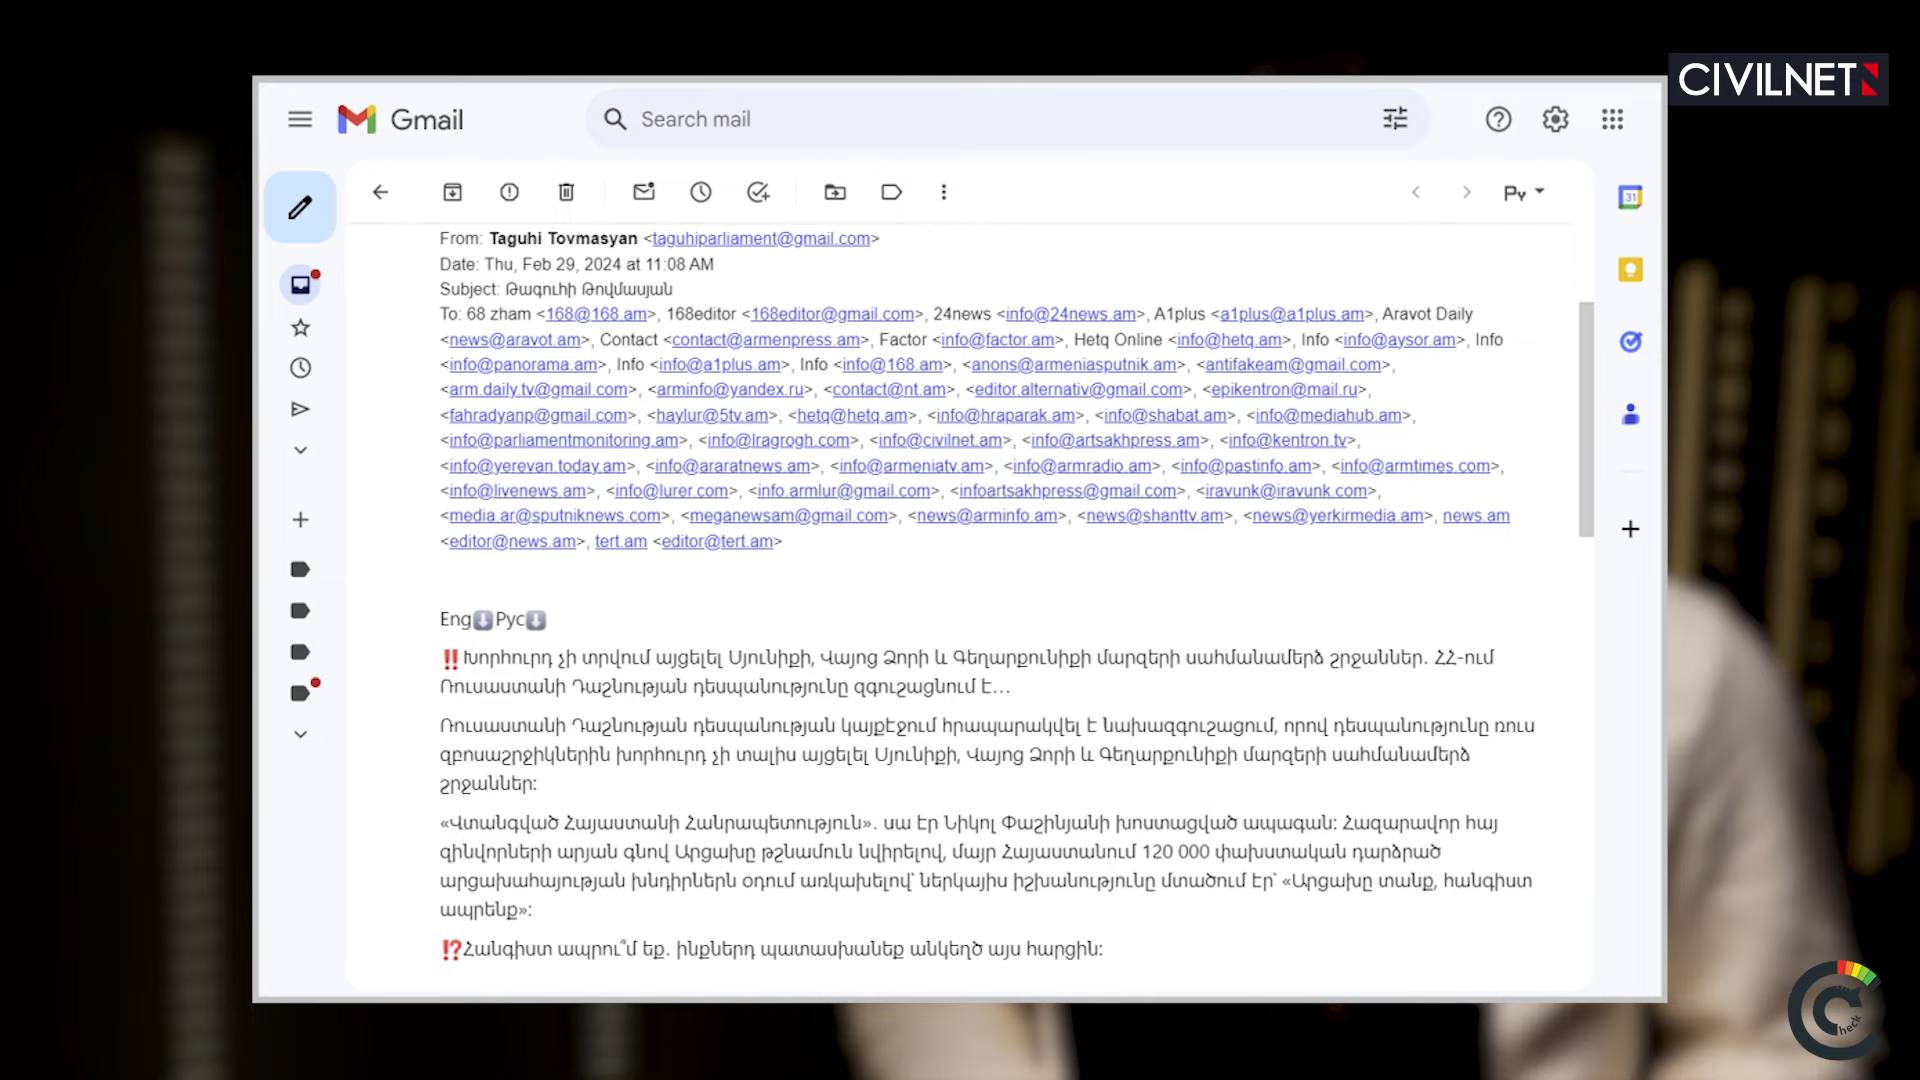 CIVILNET
Gmail
Search mail
Ру
31
From: Taguhi Tovmasyan <taguhiparliament@gmail.com>
Date: Thu, Feb 29, 2024 at 11:08 AM
Subject: Թագուհի Թովմասյան
To: 68 zham <168@168.am>, 168editor <168editor@gmail.com>, 24news <info@24news.am>, A1plus <a1plus@a1plus.am>, Aravot Daily
<news@aravot.am>, Contact <contact@armenpress.am>, Factor <info@factor.am>, Hetq Online <info@hetq.am>, Info <info@aysor.am>, Info
<info@panorama.am>, Info <info@a1plus.am>, Info <info@168.am>, <anons@armeniasputnik.am>, <antifakeam@gmail.com>,
<arm.daily.tv@gmail.com>, <arminfo@yandex.ru>, <contact@nt.am>, <editor.alternativ@gmail.com>, <epikentron@mail.ru>,
<fahradyanp@gmail.com>, <haylur@5tv.am>, <hetq@hetq.am>, <info@hraparak.am>, <info@shabat.am>, <info@mediahub.am>,
<info@parliamentmonitoring.am>, <info@lragrogh.com>, <info@civilnet.am>, <info@artsakhpress.am>, <info@kentron.tv>,
<info@yerevan.today.am>, <info@araratnews.am>, <info@armeniatv.am>, <info@armradio.am>, <info@pastinfo.am>, <info@armtimes.com>,
<info@livenews.am>, <info@lurer.com>, <info.armlur@gmail.com>, <infoartsakhpress@gmail.com>, <iravunk@iravunk.com>,
<media.ar@sputniknews.com>, <meganewsam@gmail.com>, <news@arminfo.am>, <news@shanttv.am>, <news@yerkirmedia.am>, news.am
<editor@news.am>, tert.am <editor@tert.am>
Eng⬇️Рус⬇️
‼️Խորհուրդ չի տրվում այցելել Սյունիքի, Վայոց Ձորի և Գեղարքունիքի մարզերի սահմանամերձ շրջաններ. ՀՀ-ում
Ռուսաստանի Դաշնության դեսպանությունը զգուշացնում է…
Ռուսաստանի Դաշնության դեսպանության կայքէջում հրապարակվել է նախազգուշացում, որով դեսպանությունը ռուս
զբոսաշրջիկներին խորհուրդ չի տալիս այցելել Սյունիքի, Վայոց Ձորի և Գեղարքունիքի մարզերի սահմանամերձ
շրջաններ:
«Վտանգված Հայաստանի Հանրապետություն». սա էր Նիկոլ Փաշինյանի խոստացված ապագան: Հազարավոր հայ
զինվորների արյան գնով Արցախը թշնամուն նվիրելով, մայր Հայաստանում 120 000 փախստական դարձրած
արցախահայության խնդիրներն օդում առկախելով՝ ներկայիս իշխանությունը մտածում էր՝ «Արցախը տանք, հանգիստ
ապրենք»:
⁉️Հանգիստ ապրու՞մ եք. ինքներդ պատասխանեք անկեղծ այս հարցին:
heck